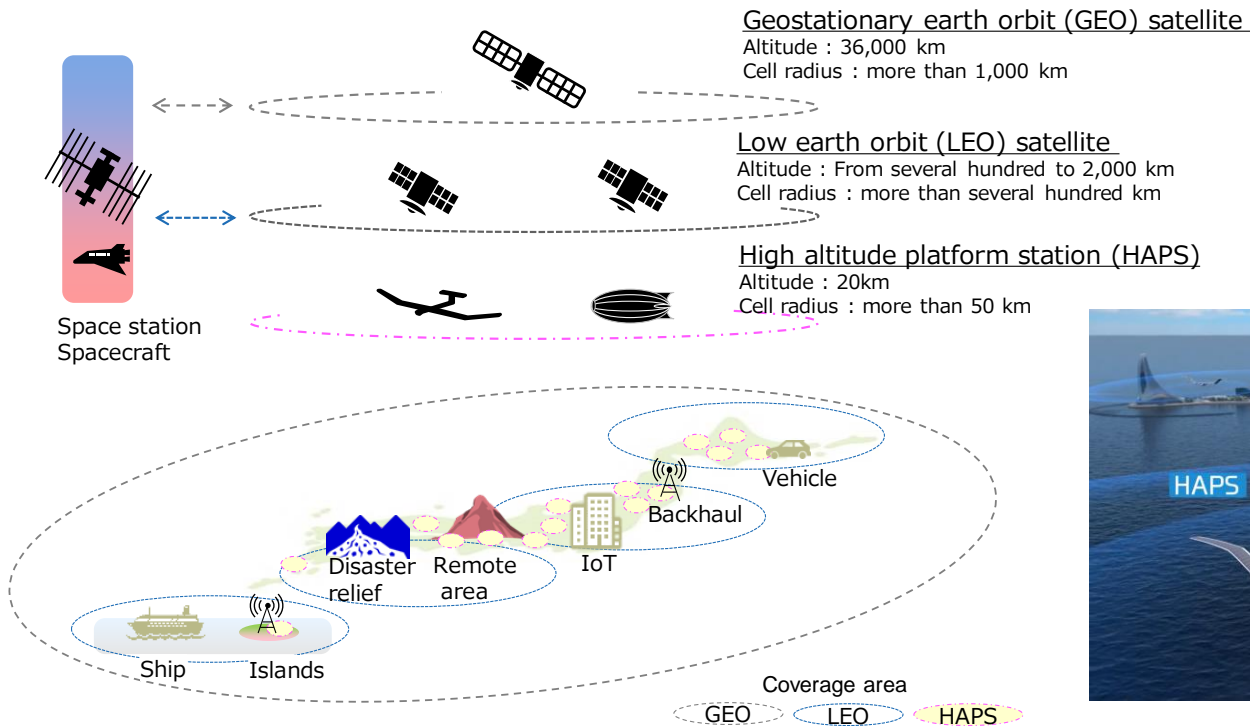 Geostationary earth orbit (GEO) satellite
Altitude : 36,000 km
Cell radius : more than 1,000 km
Low earth orbit (LEO) satellite
Altitude : From several hundred to 2,000 km
Cell radius : more than several hundred km
High altitude platform station (HAPS)
Altitude : 20km
Cell radius : more than 50 km
Space station
Spacecraft
Vehicle
Backhaul
IoT
Disaster
relief
Remote
area
Ship
Islands
HAPS
Coverage area
GEO
LEO
HAPS